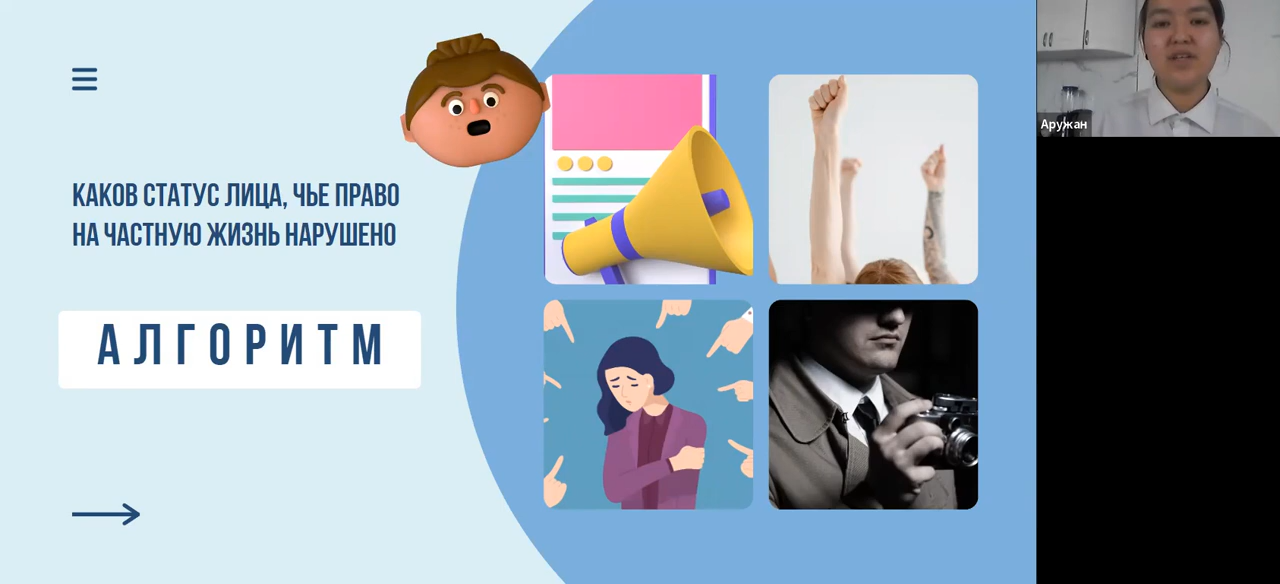 КАКОВ СТАТУС ЛИЦА, ЧЬЕ ПРАВО
НА ЧАСТНУЮ ЖИЗНЬ НАРУШЕНО
АЛГОРИТМ
Аружан